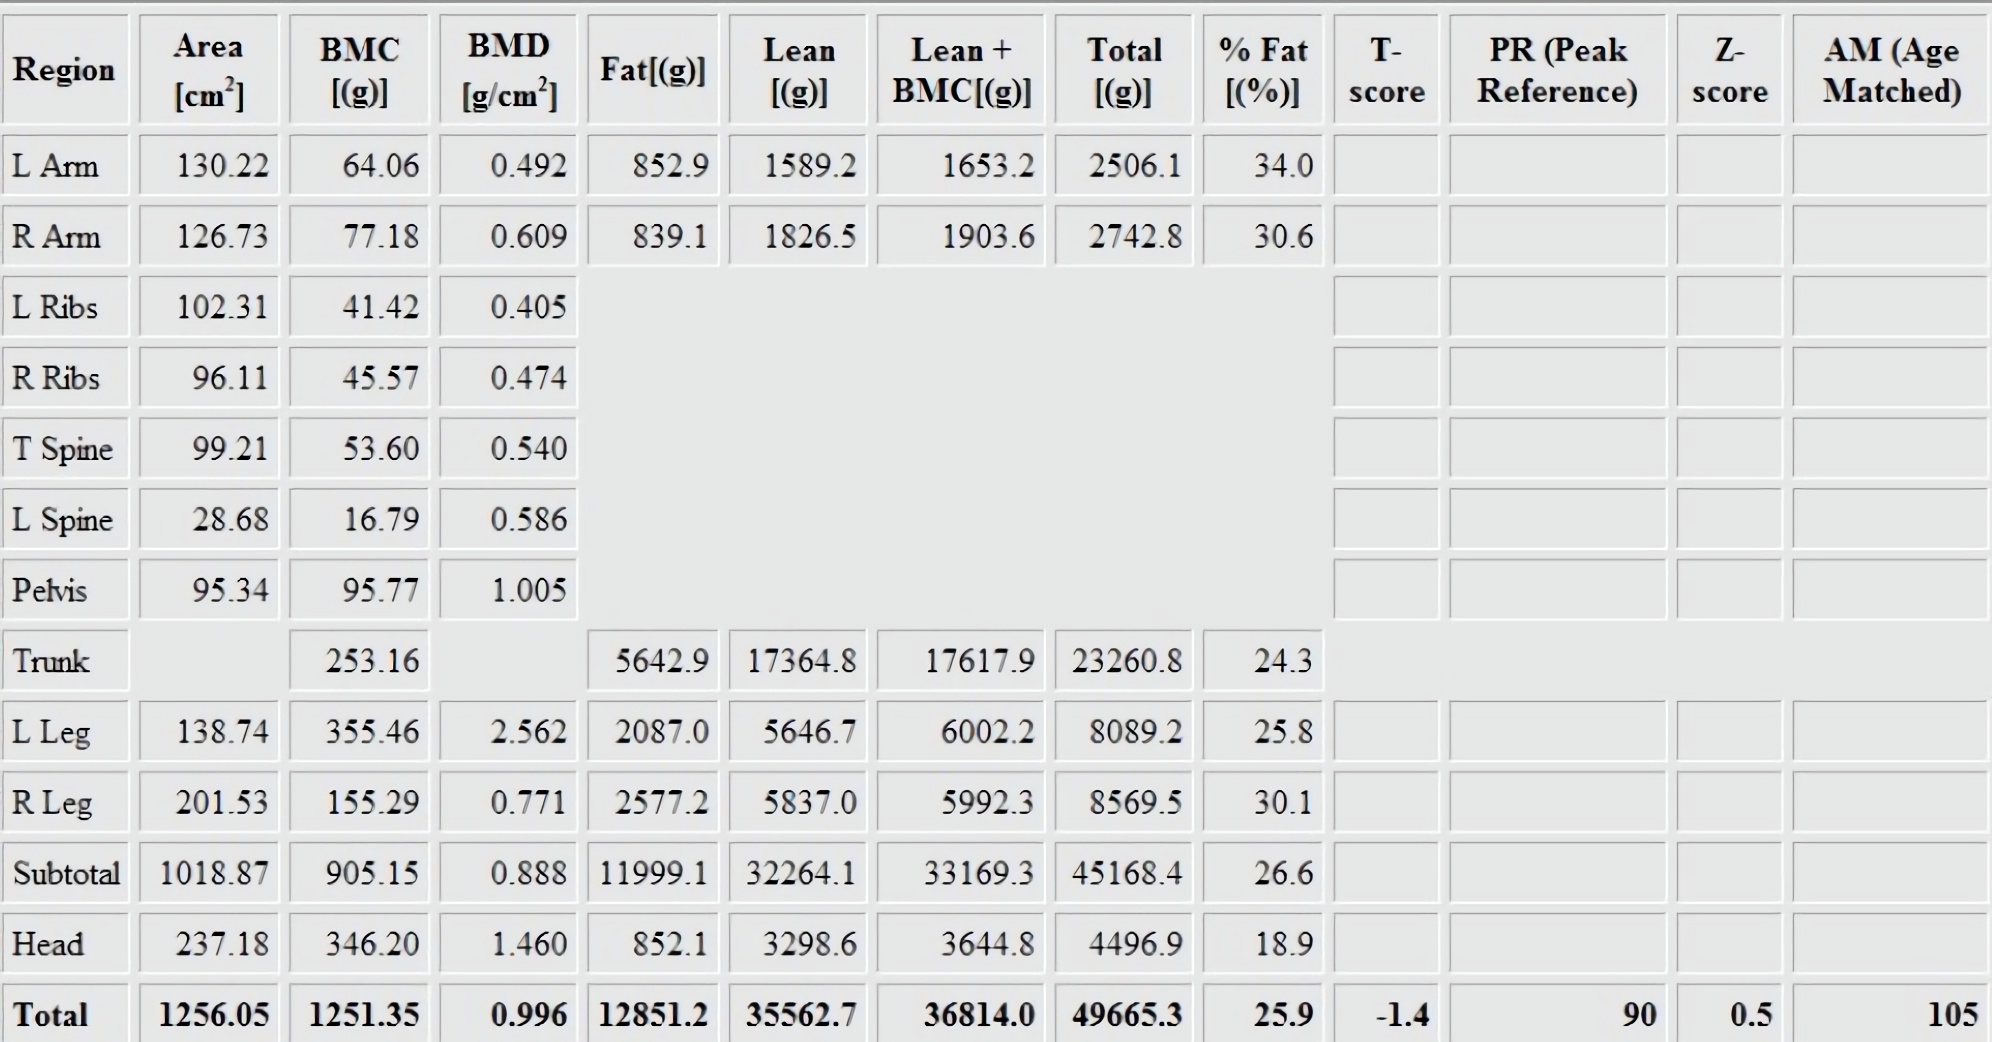 Region Area [cm²] BMC [(g)] BMD [g/cm²] Fat[(g)] Lean [(g)] Lean + BMC[(g)] Total [(g)] % Fat [(%)] T-score PR (Peak Reference) Z-score AM (Age Matched)
L Arm 130.22 64.06 0.492 852.9 1589.2 1653.2 2506.1 34.0
R Arm 126.73 77.18 0.609 839.1 1826.5 1903.6 2742.8 30.6
L Ribs 102.31 41.42 0.405
R Ribs 96.11 45.57 0.474
T Spine 99.21 53.60 0.540
L Spine 28.68 16.79 0.586
Pelvis 95.34 95.77 1.005
Trunk 253.16 5642.9 17364.8 17617.9 23260.8 24.3
L Leg 138.74 355.46 2.562 2087.0 5646.7 6002.2 8089.2 25.8
R Leg 201.53 155.29 0.771 2577.2 5837.0 5992.3 8569.5 30.1
Subtotal 1018.87 905.15 0.888 11999.1 32264.1 33169.3 45168.4 26.6
Head 237.18 346.20 1.460 852.1 3298.6 3644.8 4496.9 18.9
Total 1256.05 1251.35 0.996 12851.2 35562.7 36814.0 49665.3 25.9 -1.4 90 0.5 105